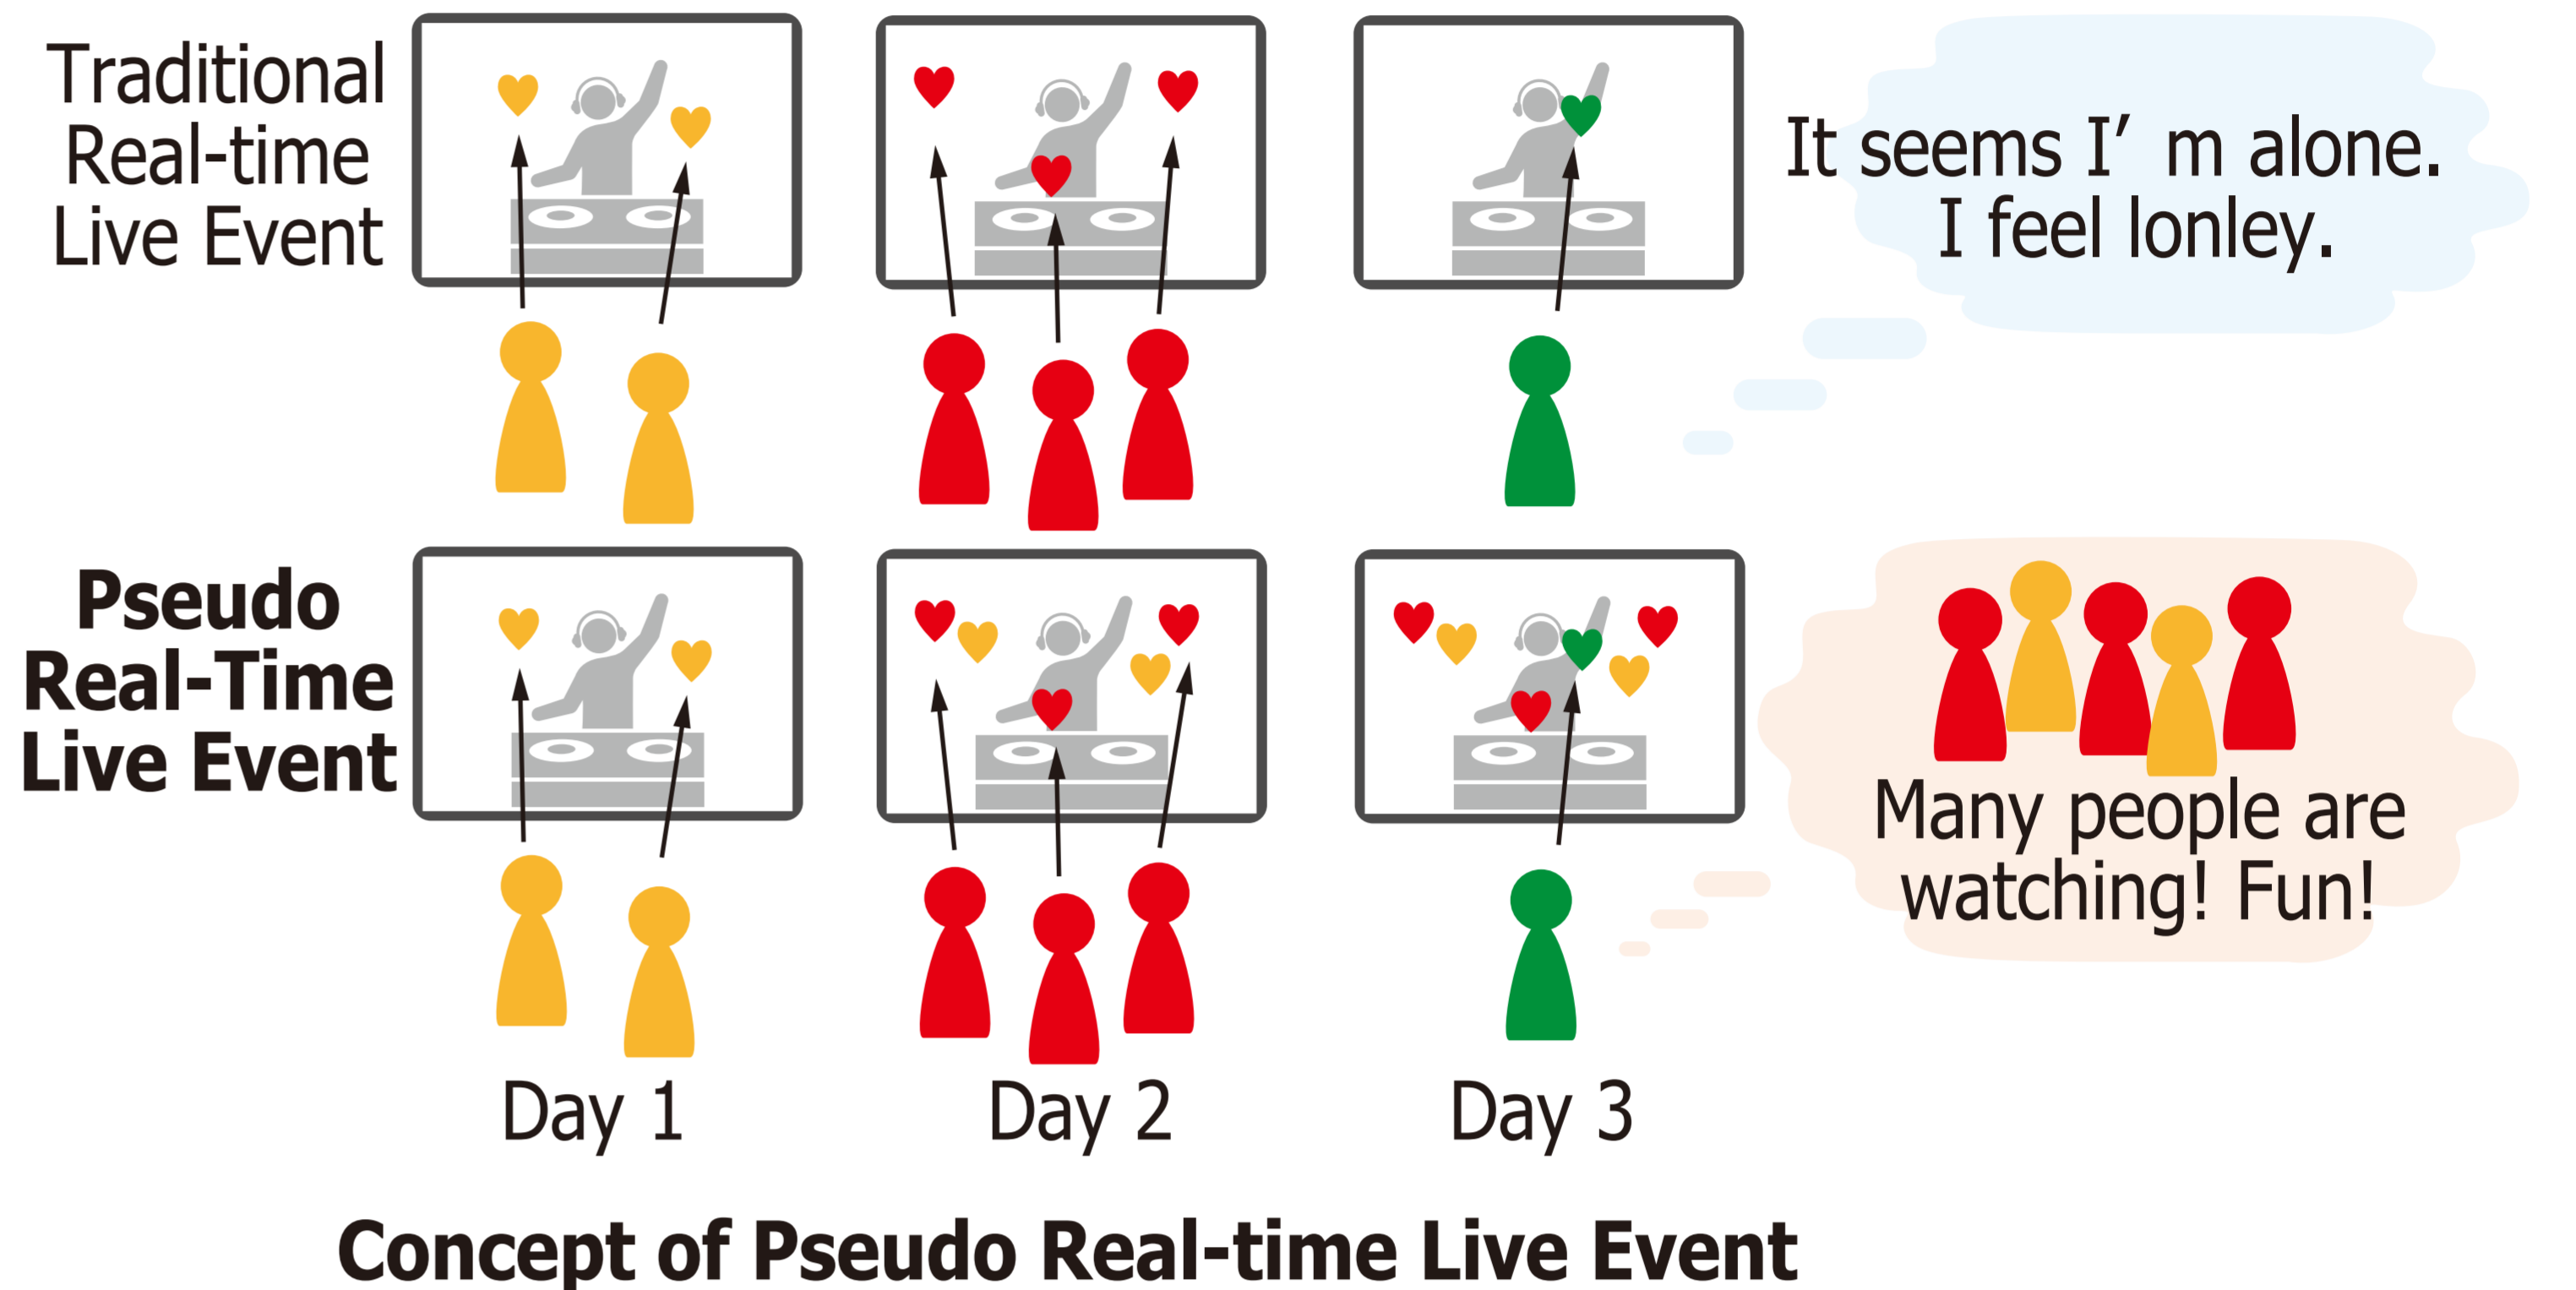 Traditional
Real-time
Live Event
It seems I’ m alone.
I feel lonley.
Pseudo
Real-Time
Live Event
Many people are
watching! Fun!
Day 1
Day 2
Day 3
Concept of Pseudo Real-time Live Event